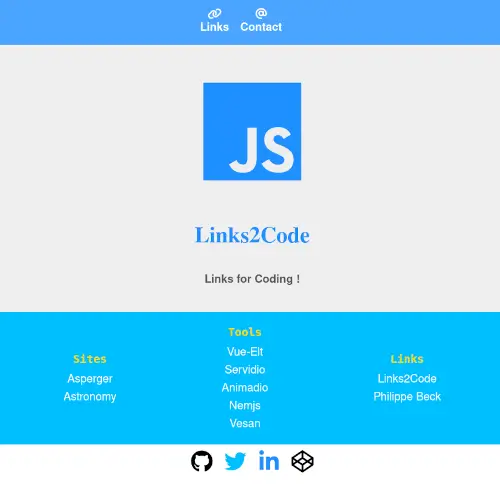 Links Contact
JS
Links2Code
Links for Coding !
Sites
Asperger
Astronomy
Tools
Vue-Elt
Servidio
Animadio
Nemjs
Vesan
Links
Links2Code
Philippe Beck
in